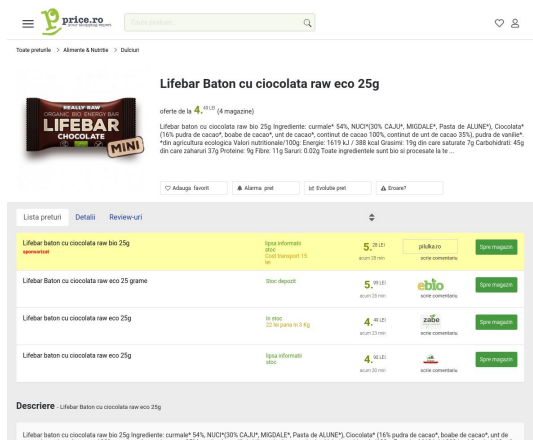 price.ro
your shopping expert
Toate preturile > Alimente & Nutritie > Dulciuri
REALLY RAW
ORGANIC BIO ENERGY BAR
LIFEBAR
CHOCOLATE
MINI
Lifebar Baton cu ciocolata raw eco 25g
oferte de la 4.49 LEI (4 magazine)
Lifebar baton cu ciocolata raw bio 25g Ingrediente: curmale* 54%, NUCI*(30% CAJU*, MIGDALE*, Pasta de ALUNE*), Ciocolata*
(16% pudra de cacao*, boabe de cacao*, unt de cacao*, continut de cacao 100%, continut de unt de cacao 35%), pudra de vanilie*.
*din agricultura ecologica Valori nutritionale/100g: Energie: 1619 kJ / 388 kcal Grasimi: 19g din care saturate 7g Carbohidrati: 45g
din care zaharuri 37g Proteine: 9g Fibre: 11g Saruri: 0.02g Toate ingredientele sunt bio si procesate la te ...
Adauga favorit
Alarma pret
Evolutie pret
Eroare?
Lista preturi Detalii Review-uri
Lifebar baton cu ciocolata raw bio 25g
sponsorizat
lipsa informatii
stoc
Cost transport 15
lei
5. LEI
acum 28 min
pilulka.ro
scrie comentariu
Spre magazin
Lifebar Baton cu ciocolata raw eco 25 grame
Stoc depozit
5. LEI
ebio
scrie comentariu
Spre magazin
Lifebar baton cu ciocolata raw eco 25g
In stoc
22 lei pana in 3 Kg
4.49 LEI
acum 23 min
zabe
scrie comentariu
Spre magazin
Lifebar baton cu ciocolata raw eco 25g
lipsa informatii
stoc
4. LEI
acum 30 min
scrie comentariu
Spre magazin
Descriere - Lifebar Baton cu ciocolata raw eco 25g
Lifebar baton cu ciocolata raw bio 25g Ingrediente: curmale* 54%, NUCI*(30% CAJU*, MIGDALE*, Pasta de ALUNE*), Ciocolata* (16% pudra de cacao*, boabe de cacao*, unt de